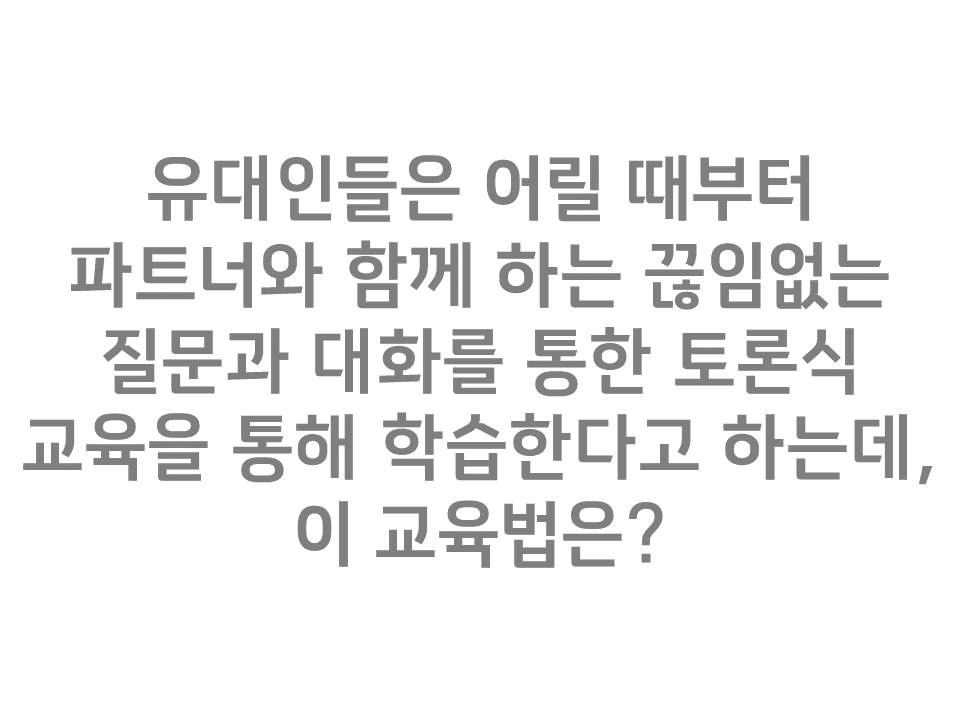 유대인들은 어릴 때부터
파트너와 함께 하는 끊임없는
질문과 대화를 통한 토론식
교육을 통해 학습한다고 하는데,
이 교육법은?